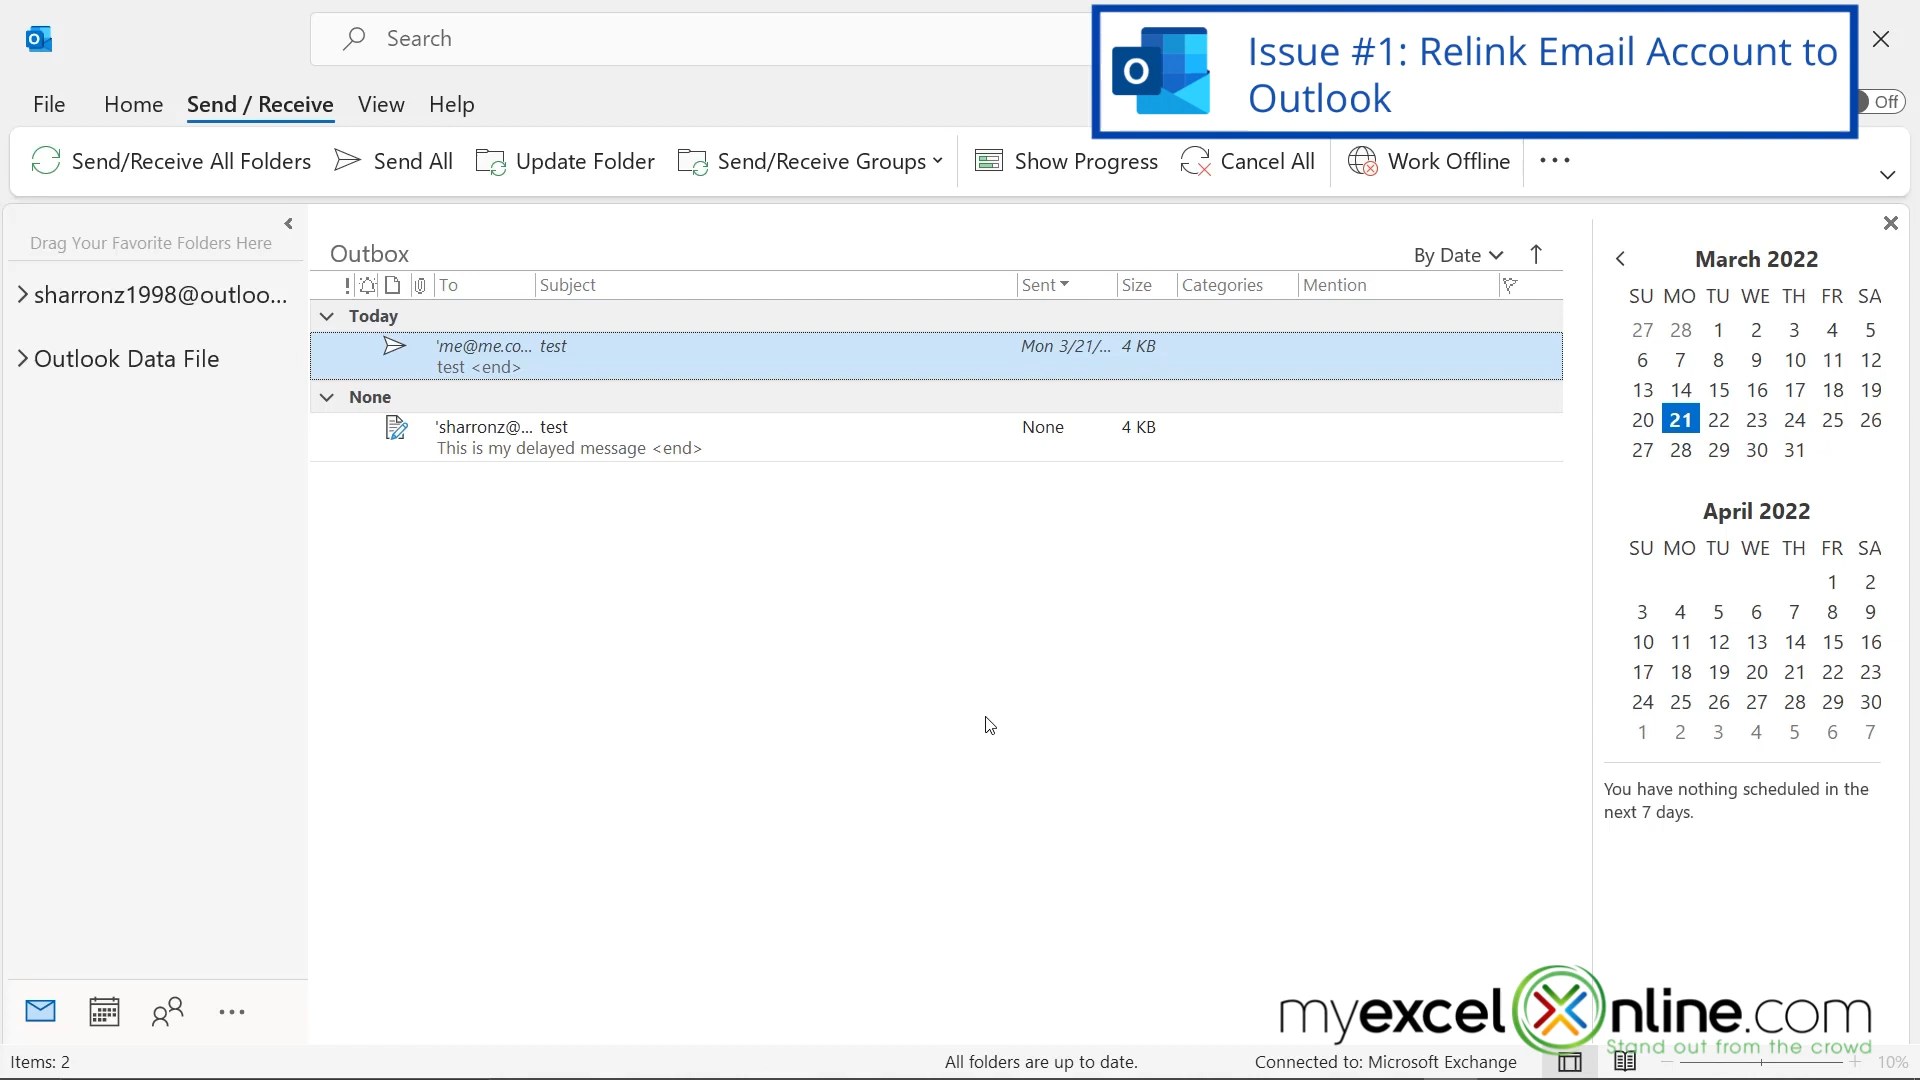 Search
Issue #1: Relink Email Account to
Outlook
File Home Send / Receive View Help
Off
Send/Receive All Folders Send All Update Folder Send/Receive Groups Show Progress Cancel All Work Offline
Drag Your Favorite Folders Here
sharronz1998@outloo...
Outlook Data File
Outbox By Date
! To Subject Sent Size Categories Mention
Today
'me@me.co... test Mon 3/21/... 4 KB
test <end>
None
'sharronz@... test None 4 KB
This is my delayed message <end>
March 2022
SU MO TU WE TH FR SA
27 28 1 2 3 4 5
6 7 8 9 10 11 12
13 14 15 16 17 18 19
20 21 22 23 24 25 26
27 28 29 30 31
April 2022
SU MO TU WE TH FR SA
1 2
3 4 5 6 7 8 9
10 11 12 13 14 15 16
17 18 19 20 21 22 23
24 25 26 27 28 29 30
1 2 3 4 5 6 7
You have nothing scheduled in the
next 7 days.
myexcelOnline.com
Stand out from the crowd
Items: 2 All folders are up to date. Connected to: Microsoft Exchange 10%